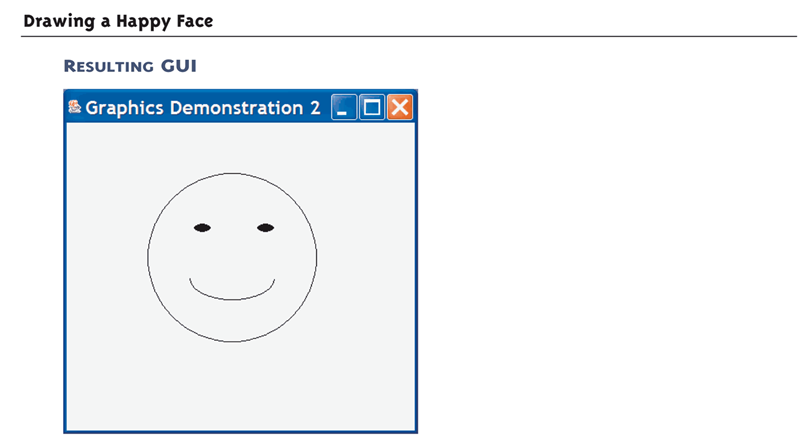 Drawing a Happy Face
RESULTING GUI
Graphics Demonstration 2